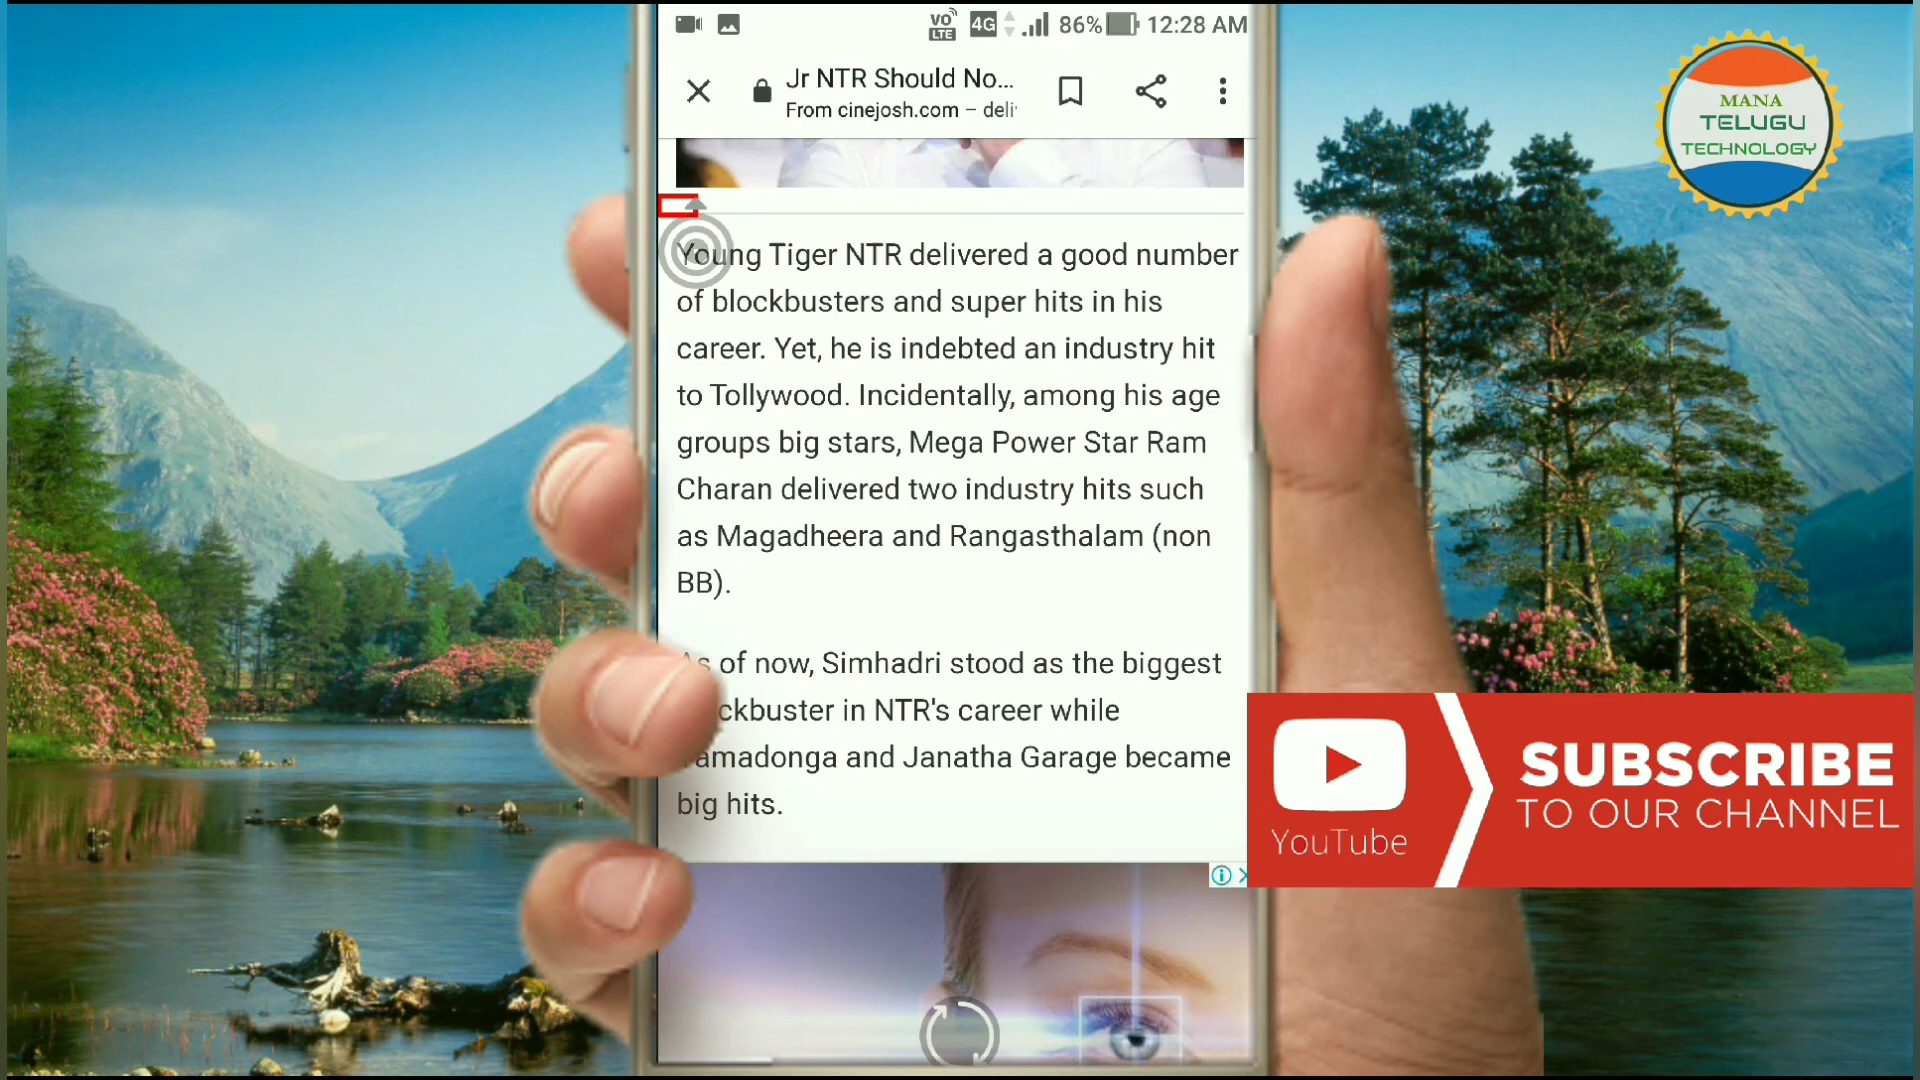 VO LTE 4G 86% 12:28 AM
Jr NTR Should No...
From cinejosh.com – deli
MANA
TELUGU
TECHNOLOGY
Young Tiger NTR delivered a good number
of blockbusters and super hits in his
career. Yet, he is indebted an industry hit
to Tollywood. Incidentally, among his age
groups big stars, Mega Power Star Ram
Charan delivered two industry hits such
as Magadheera and Rangasthalam (non
BB).
As of now, Simhadri stood as the biggest
ckbuster in NTR's career while
amadonga and Janatha Garage became
big hits.
SUBSCRIBE
TO OUR CHANNEL
YouTube